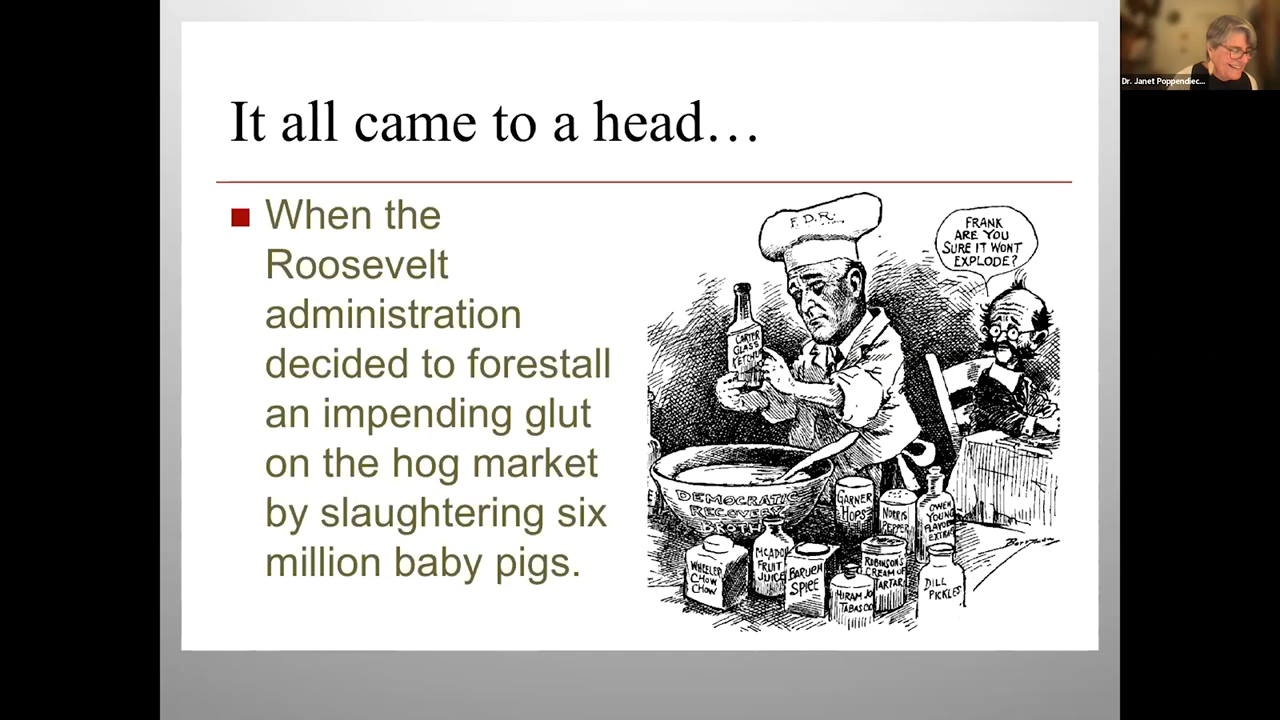 It all came to a head…
When the
Roosevelt
administration
decided to forestall
an impending glut
on the hog market
by slaughtering six
million baby pigs.
F.D.R.
FRANK
ARE YOU
SURE IT WONT
EXPLODE?
CARTER
GLASS
KETCHUP
DEMOCRATIC
RECOVERY
BROTH
GARNER
HOPS
NORRIS
PEPPER
OWEN
YOUNG
FLAVOR
EXTRACT
WHEELER
CHOW
CHOW
MCADOO
FRUIT
JUICE
BARUCH
SPICE
HIRAM JO
TABASCO
ROBINSON'S
CREAM OF
TARTAR
DILL
PICKLES
Dr. Janet Poppendiec...